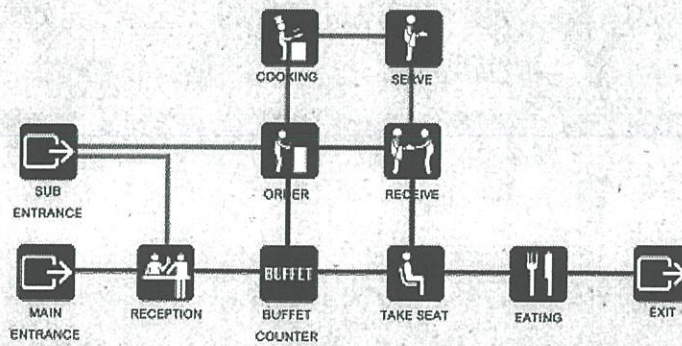 COOKING
SERVE
SUB
ENTRANCE
ORDER
RECEIVE
BUFFET
MAIN
ENTRANCE
RECEPTION
BUFFET
COUNTER
TAKE SEAT
EATING
EXIT